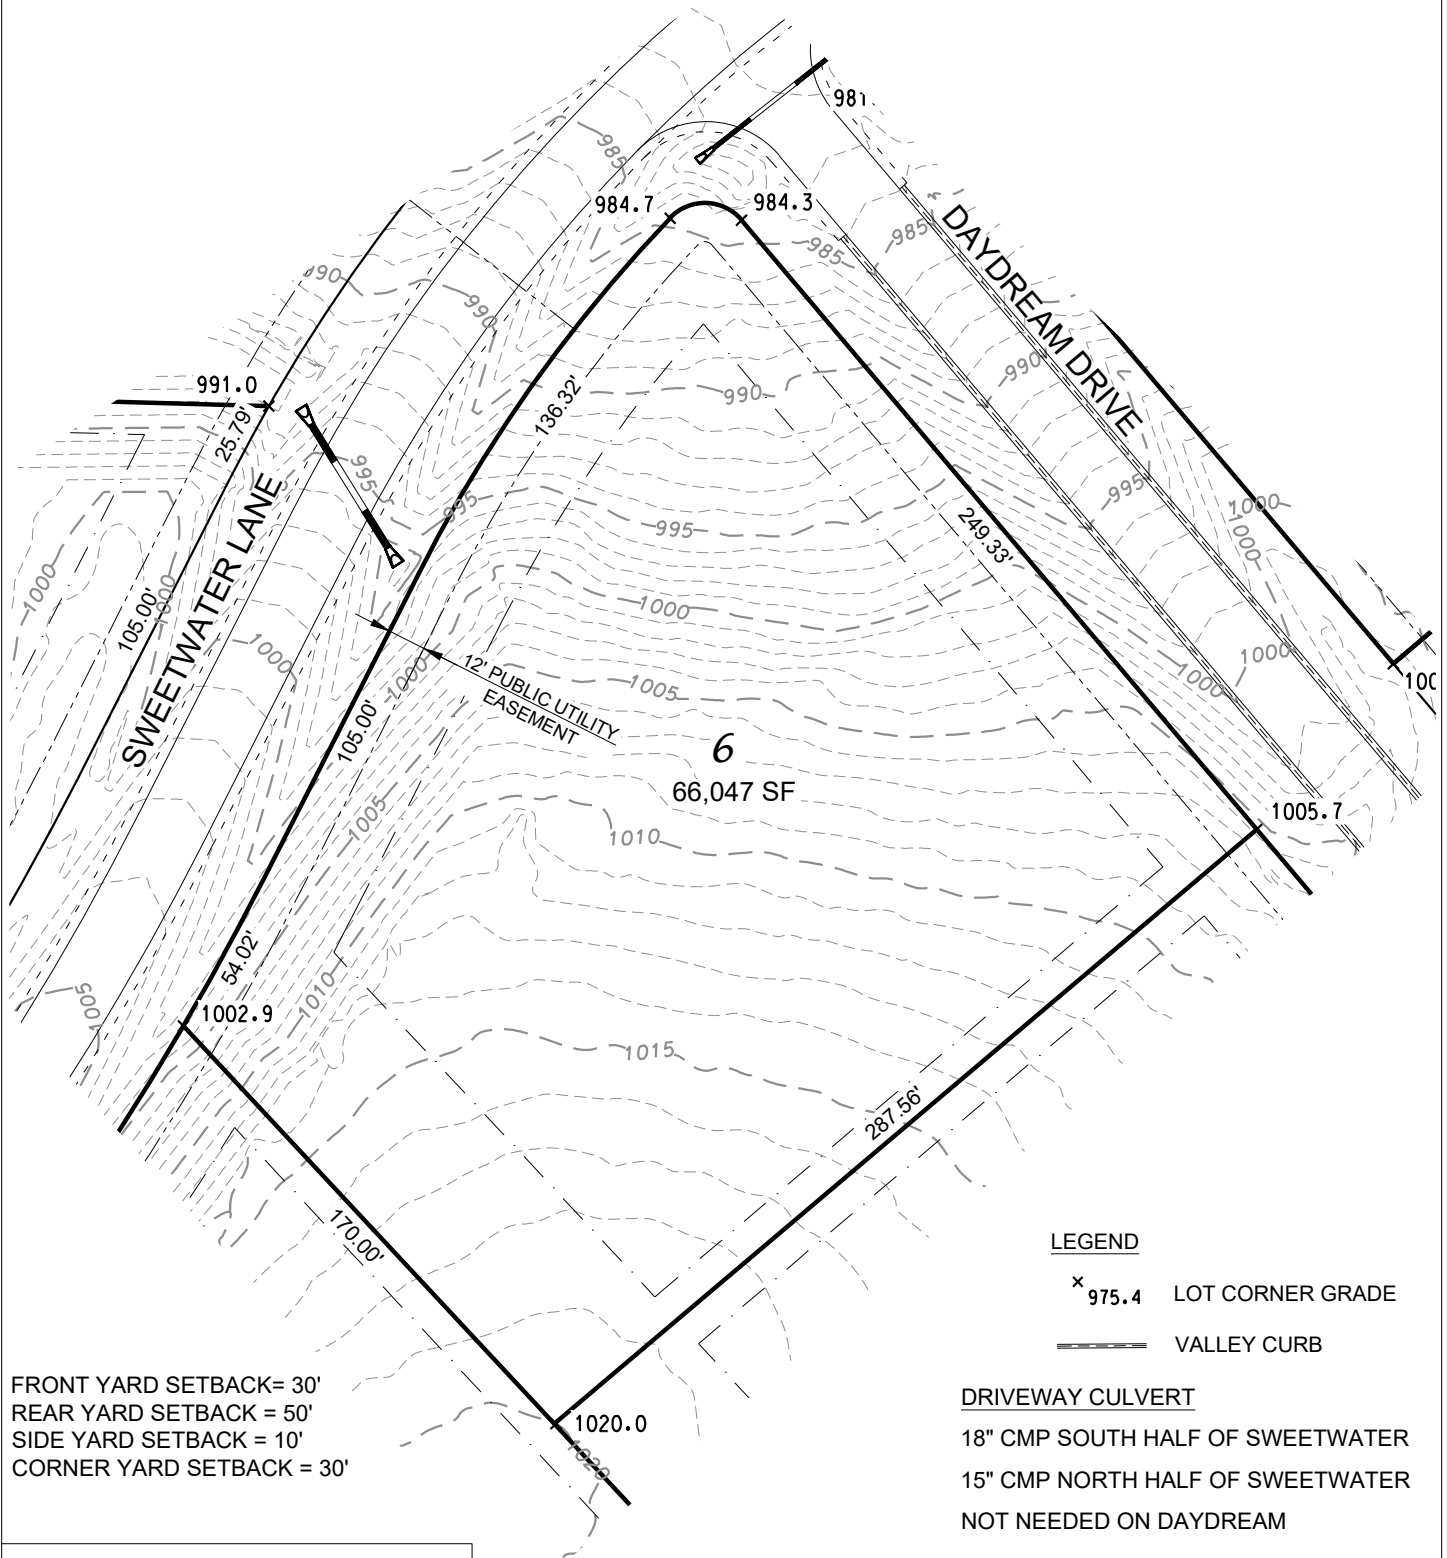 981
985
984.7
984.3
985
985
DAYDREAM DRIVE
990
990
991.0
25.79'
136.32'
990
990
995
995
995
995
249.33'
1000
1000
1000
1000
105.00'
SWEETWATER LANE
1000
1000
1000
1000
1000
12' PUBLIC UTILITY
EASEMENT
1005
105.00'
6
66,047 SF
1005
1010
1005.7
54.02'
1002.9
1010
1005
1015
287.56'
170.00'
1020.0
1020
LEGEND
975.4 LOT CORNER GRADE
VALLEY CURB
FRONT YARD SETBACK= 30'
REAR YARD SETBACK = 50'
SIDE YARD SETBACK = 10'
CORNER YARD SETBACK = 30'
DRIVEWAY CULVERT
18" CMP SOUTH HALF OF SWEETWATER
15" CMP NORTH HALF OF SWEETWATER
NOT NEEDED ON DAYDREAM